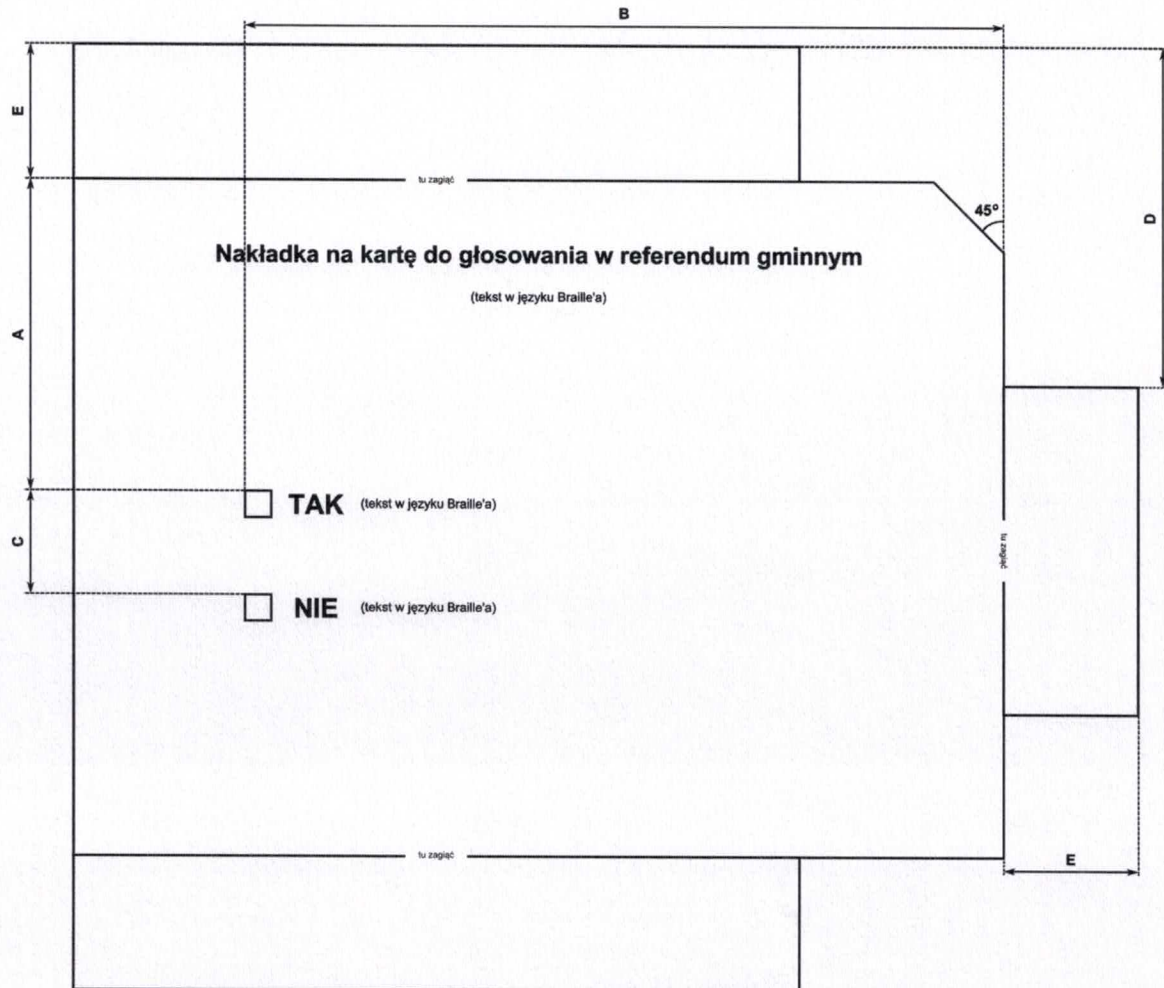 B
E
tu zagiąć
45°
D
Nakładka na kartę do głosowania w referendum gminnym
(tekst w języku Braille'a)
A
TAK (tekst w języku Braille'a)
C
tu zagiąć
NIE (tekst w języku Braille'a)
tu zagiąć
E